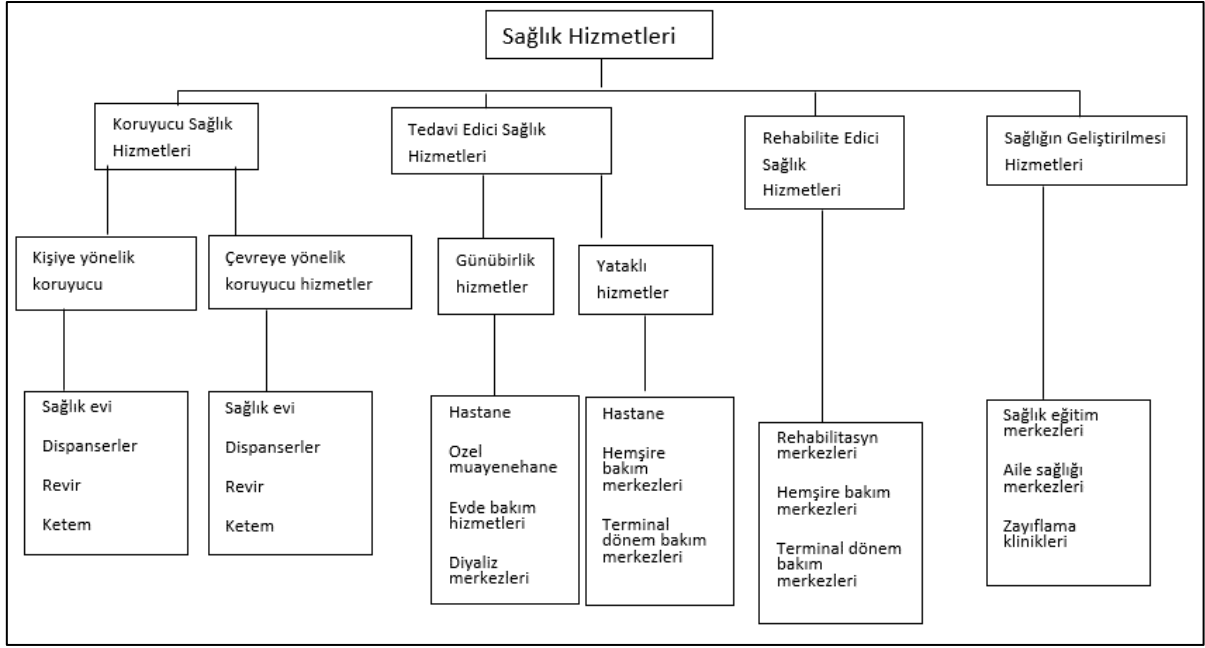 Sağlık Hizmetleri
Koruyucu Sağlık
Hizmetleri
Tedavi Edici Sağlık
Hizmetleri
Rehabilite Edici
Sağlık
Hizmetleri
Sağlığın Geliştirilmesi
Hizmetleri
Kişiye yönelik
koruyucu
Çevreye yönelik
koruyucu hizmetler
Günübirlik
hizmetler
Yataklı
hizmetler
Sağlık evi
Dispanserler
Revir
Ketem
Sağlık evi
Dispanserler
Revir
Ketem
Hastane
Ozel
muayenehane
Evde bakım
hizmetleri
Diyaliz
merkezleri
Hastane
Hemşire
bakım
merkezleri
Terminal
dönem bakım
merkezleri
Rehabilitasyn
merkezleri
Hemşire bakım
merkezleri
Terminal dönem
bakım
merkezleri
Sağlık eğitim
merkezleri
Aile sağlığı
merkezleri
Zayıflama
klinikleri